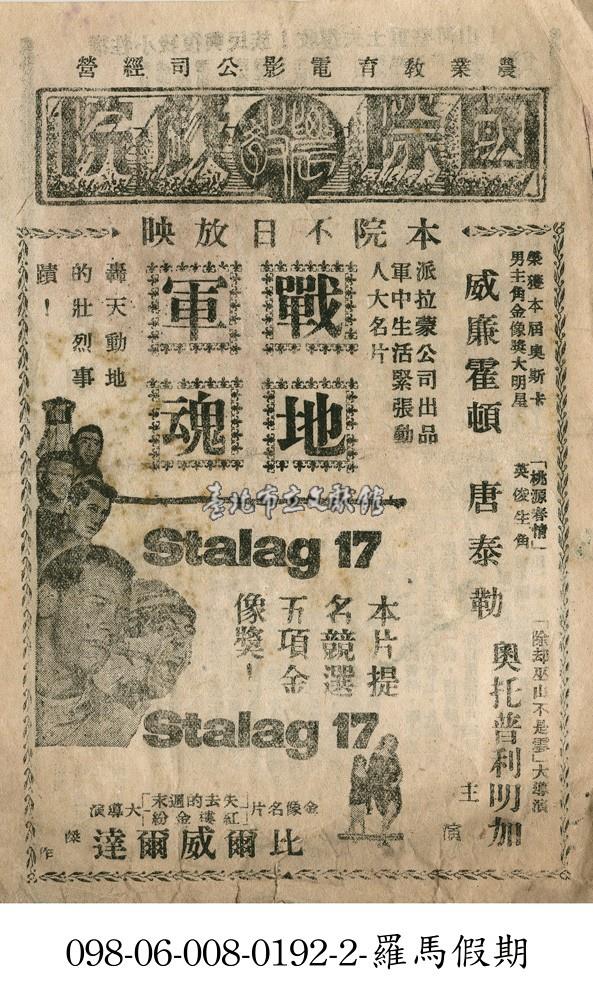 農業教育電影公司經營
國際戲院
本院不日放映
榮獲本屆奧斯卡
男主角金像獎大明星
威廉霍頓
「桃源春情」
英俊生角
唐泰勒
「除却巫山不是雲」大導演
奧托普利明加
主演
派拉蒙公司出品
軍中生活緊張動
人大名片
戰地
軍魂
轟天動地
的壯烈事
蹟！
臺北市立文獻館
Stalag 17
本片提
名競選
五項金
像獎！
Stalag 17
金像名片「失去的週末
紅樓金粉」大導演
比爾威爾達
傑作
098-06-008-0192-2-羅馬假期